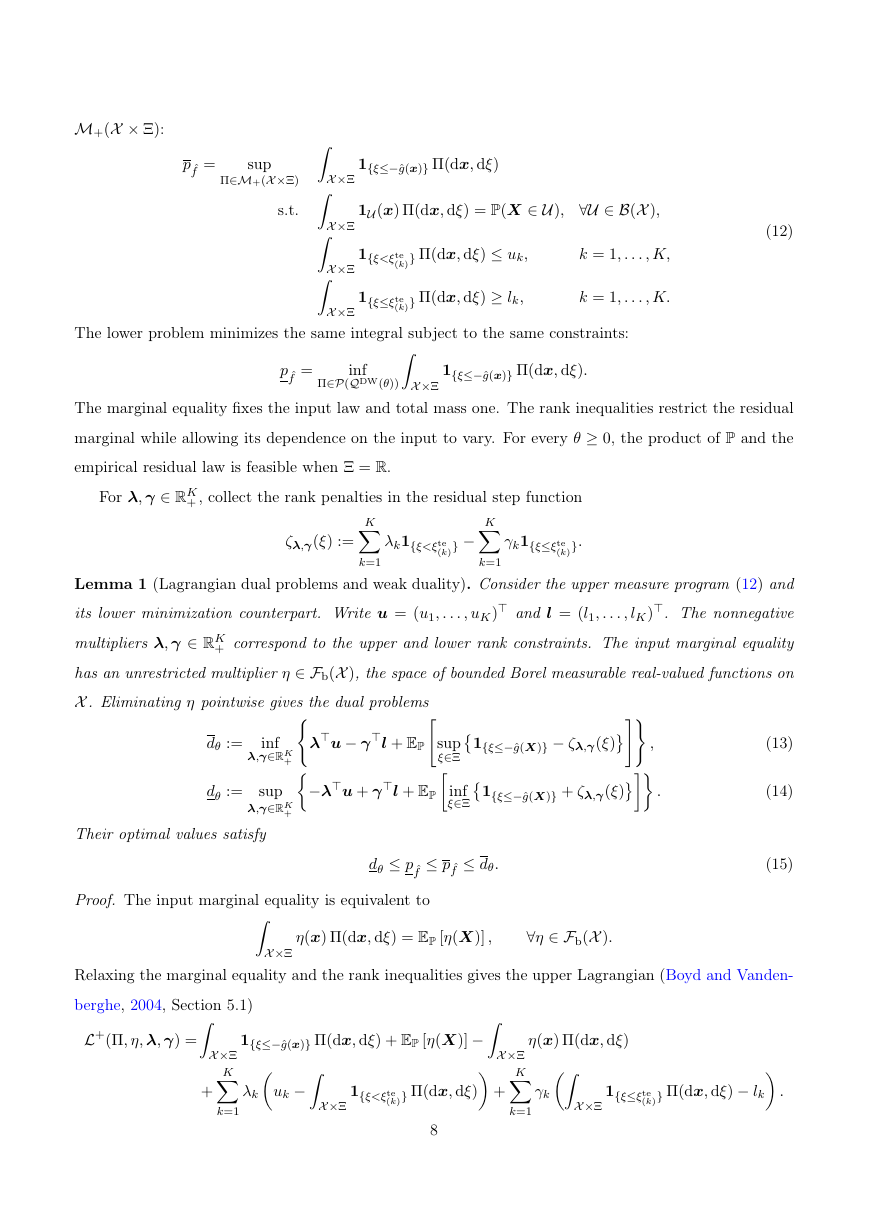 ℳ₊(𝒳 × Ξ):
p̅_f̂ = sup_{Π∈ℳ₊(𝒳×Ξ)} ∫_{𝒳×Ξ} 𝟏_{ξ≤−ĝ(𝒙)} Π(d𝒙, dξ)
s.t. ∫_{𝒳×Ξ} 𝟏_𝒰(𝒙) Π(d𝒙, dξ) = ℙ(𝑿 ∈ 𝒰), ∀𝒰 ∈ ℬ(𝒳),
(12)
∫_{𝒳×Ξ} 𝟏_{ξ<ξ^te_(k)} Π(d𝒙, dξ) ≤ u_k, k = 1, . . . , K,
∫_{𝒳×Ξ} 𝟏_{ξ≤ξ^te_(k)} Π(d𝒙, dξ) ≥ l_k, k = 1, . . . , K.
The lower problem minimizes the same integral subject to the same constraints:
p̲_f̂ = inf_{Π∈𝒫(𝒬^DW(θ))} ∫_{𝒳×Ξ} 𝟏_{ξ≤−ĝ(𝒙)} Π(d𝒙, dξ).
The marginal equality fixes the input law and total mass one. The rank inequalities restrict the residual
marginal while allowing its dependence on the input to vary. For every θ ≥ 0, the product of ℙ and the
empirical residual law is feasible when Ξ = ℝ.
For 𝝀, 𝜸 ∈ ℝ^K_+, collect the rank penalties in the residual step function
ζ_{𝝀,𝜸}(ξ) := ∑_{k=1}^{K} λ_k 𝟏_{ξ<ξ^te_(k)} − ∑_{k=1}^{K} γ_k 𝟏_{ξ≤ξ^te_(k)}.
Lemma 1 (Lagrangian dual problems and weak duality). Consider the upper measure program (12) and
its lower minimization counterpart. Write 𝒖 = (u_1, . . . , u_K)^⊤ and 𝒍 = (l_1, . . . , l_K)^⊤. The nonnegative
multipliers 𝝀, 𝜸 ∈ ℝ^K_+ correspond to the upper and lower rank constraints. The input marginal equality
has an unrestricted multiplier η ∈ ℱ_b(𝒳), the space of bounded Borel measurable real-valued functions on
𝒳. Eliminating η pointwise gives the dual problems
d̅_θ := inf_{𝝀,𝜸∈ℝ^K_+} { 𝝀^⊤𝒖 − 𝜸^⊤𝒍 + 𝔼_ℙ [ sup_{ξ∈Ξ} {𝟏_{ξ≤−ĝ(𝑿)} − ζ_{𝝀,𝜸}(ξ)} ] }, (13)
d̲_θ := sup_{𝝀,𝜸∈ℝ^K_+} { −𝝀^⊤𝒖 + 𝜸^⊤𝒍 + 𝔼_ℙ [ inf_{ξ∈Ξ} {𝟏_{ξ≤−ĝ(𝑿)} + ζ_{𝝀,𝜸}(ξ)} ] }. (14)
Their optimal values satisfy
d̲_θ ≤ p̲_f̂ ≤ p̅_f̂ ≤ d̅_θ. (15)
Proof. The input marginal equality is equivalent to
∫_{𝒳×Ξ} η(𝒙) Π(d𝒙, dξ) = 𝔼_ℙ [η(𝑿)], ∀η ∈ ℱ_b(𝒳).
Relaxing the marginal equality and the rank inequalities gives the upper Lagrangian (Boyd and Vanden-
berghe, 2004, Section 5.1)
ℒ⁺(Π, η, 𝝀, 𝜸) = ∫_{𝒳×Ξ} 𝟏_{ξ≤−ĝ(𝒙)} Π(d𝒙, dξ) + 𝔼_ℙ [η(𝑿)] − ∫_{𝒳×Ξ} η(𝒙) Π(d𝒙, dξ)
+ ∑_{k=1}^{K} λ_k ( u_k − ∫_{𝒳×Ξ} 𝟏_{ξ<ξ^te_(k)} Π(d𝒙, dξ) ) + ∑_{k=1}^{K} γ_k ( ∫_{𝒳×Ξ} 𝟏_{ξ≤ξ^te_(k)} Π(d𝒙, dξ) − l_k ).
8